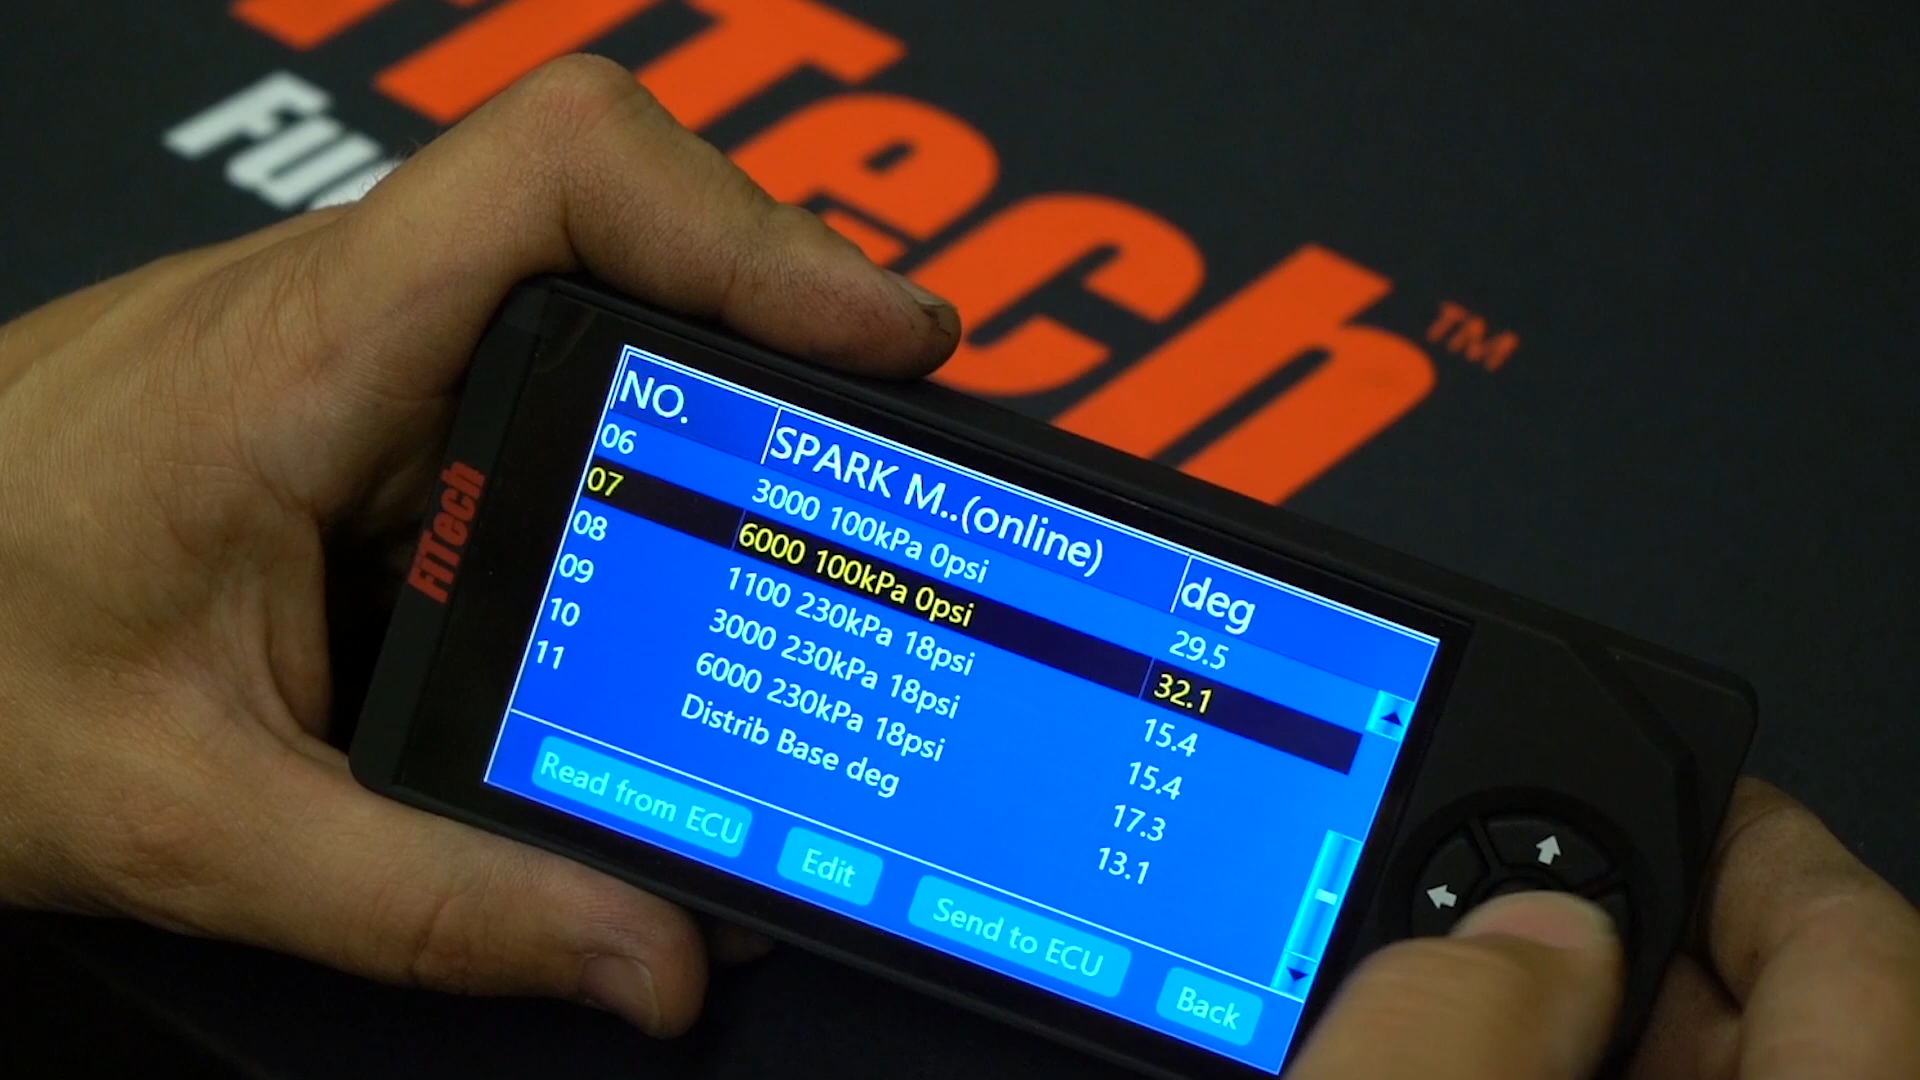 FiTech
Fu
TM
FiTech
NO. SPARK M..(online) deg
06 3000 100kPa 0psi 29.5
07 6000 100kPa 0psi 32.1
08 1100 230kPa 18psi 15.4
09 3000 230kPa 18psi 15.4
10 6000 230kPa 18psi 17.3
11 Distrib Base deg 13.1
Read from ECU Edit Send to ECU Back